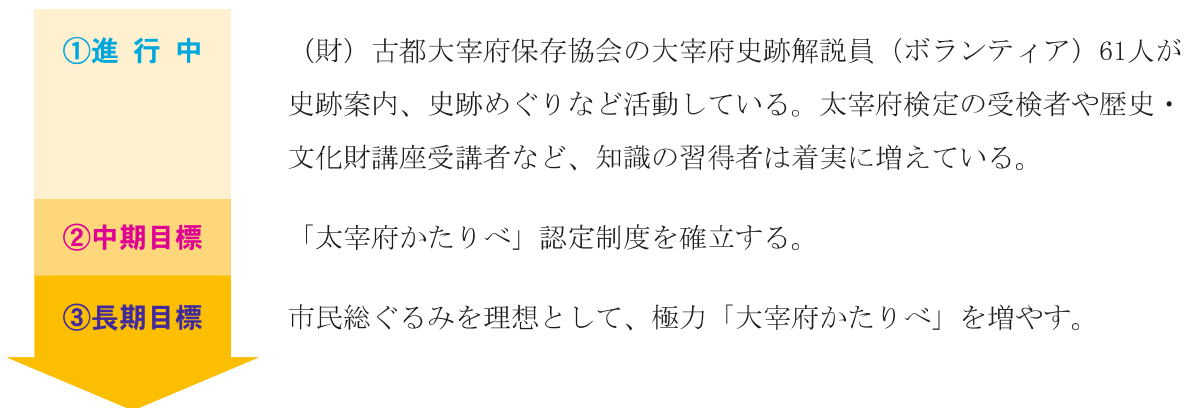 ①進行中
（財）古都大宰府保存協会の大宰府史跡解説員（ボランティア）61人が
史跡案内、史跡めぐりなど活動している。太宰府検定の受検者や歴史・
文化財講座受講者など、知識の習得者は着実に増えている。
②中期目標
「太宰府かたりべ」認定制度を確立する。
③長期目標
市民総ぐるみを理想として、極力「大宰府かたりべ」を増やす。